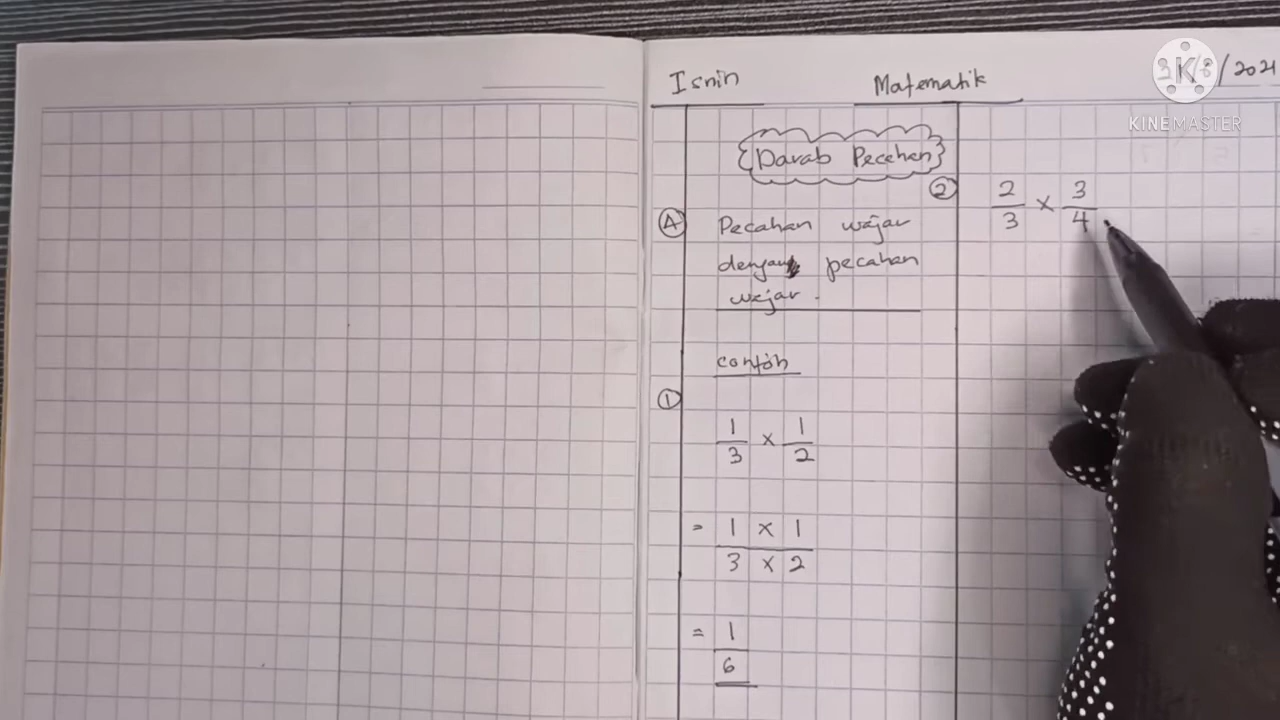 Isnin Matematik /2021
KINEMASTER
Darab Pecahan
A Pecahan wajar
dengan pecahan
wajar.
contoh
1
1/3 x 1/2
= 1 x 1
3 x 2
= 1
6
2 2/3 x 3/4